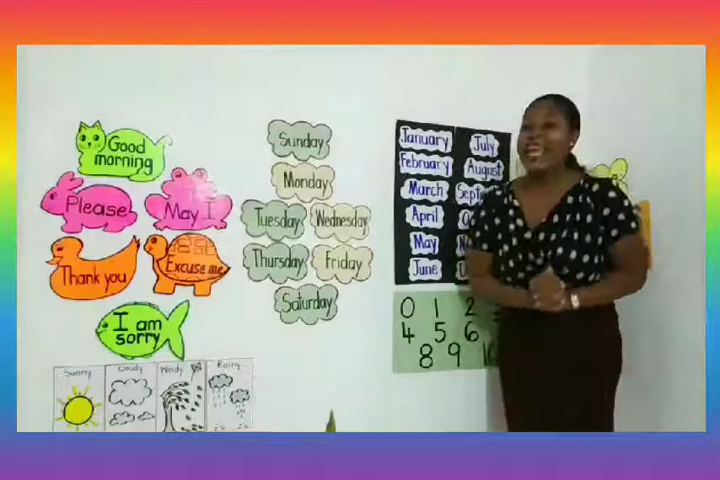 Good
morning
Please
May I
Thank you
Excuse me
I am
sorry
Sunny
Cloudy
Windy
Rainy
Sunday
Monday
Tuesday
Wednesday
Thursday
Friday
Saturday
January
February
March
April
May
June
July
August
0 1 2
4 5 6
8 9